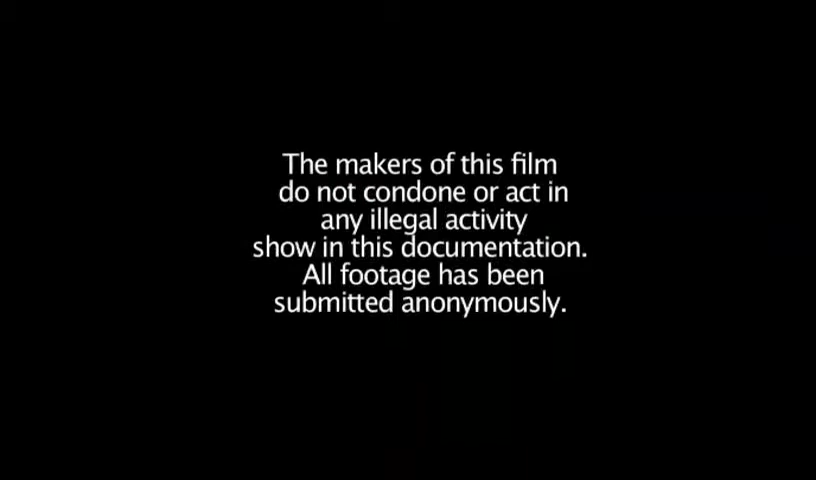 The makers of this film
do not condone or act in
any illegal activity
show in this documentation.
All footage has been
submitted anonymously.